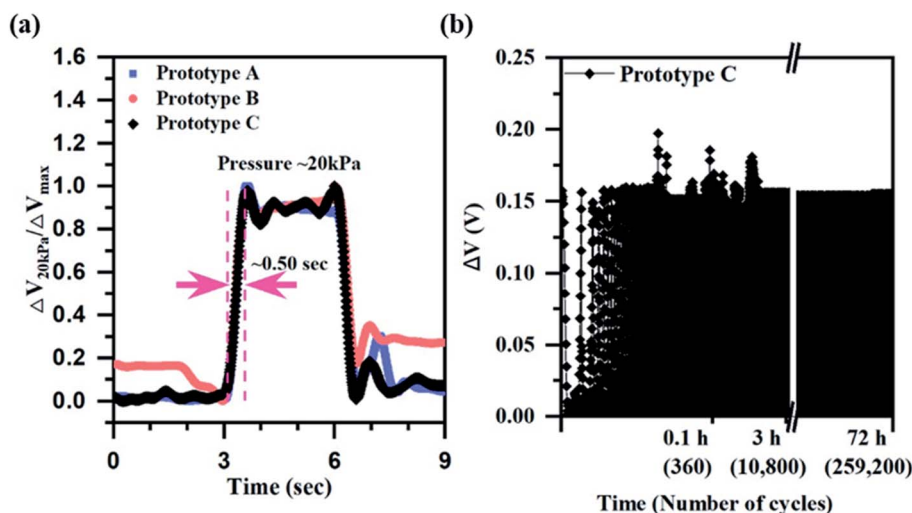 (a)
1.6
1.4
1.2
1.0
0.8
0.6
0.4
0.2
0.0
△V20kPa/△Vmax
Prototype A
Prototype B
Prototype C
Pressure ~20kPa
~0.50 sec
0 3 6 9
Time (sec)
(b)
0.25
0.20
0.15
0.10
0.05
0.00
ΔV (V)
Prototype C
0.1 h 3 h 72 h
(360) (10,800) (259,200)
Time (Number of cycles)